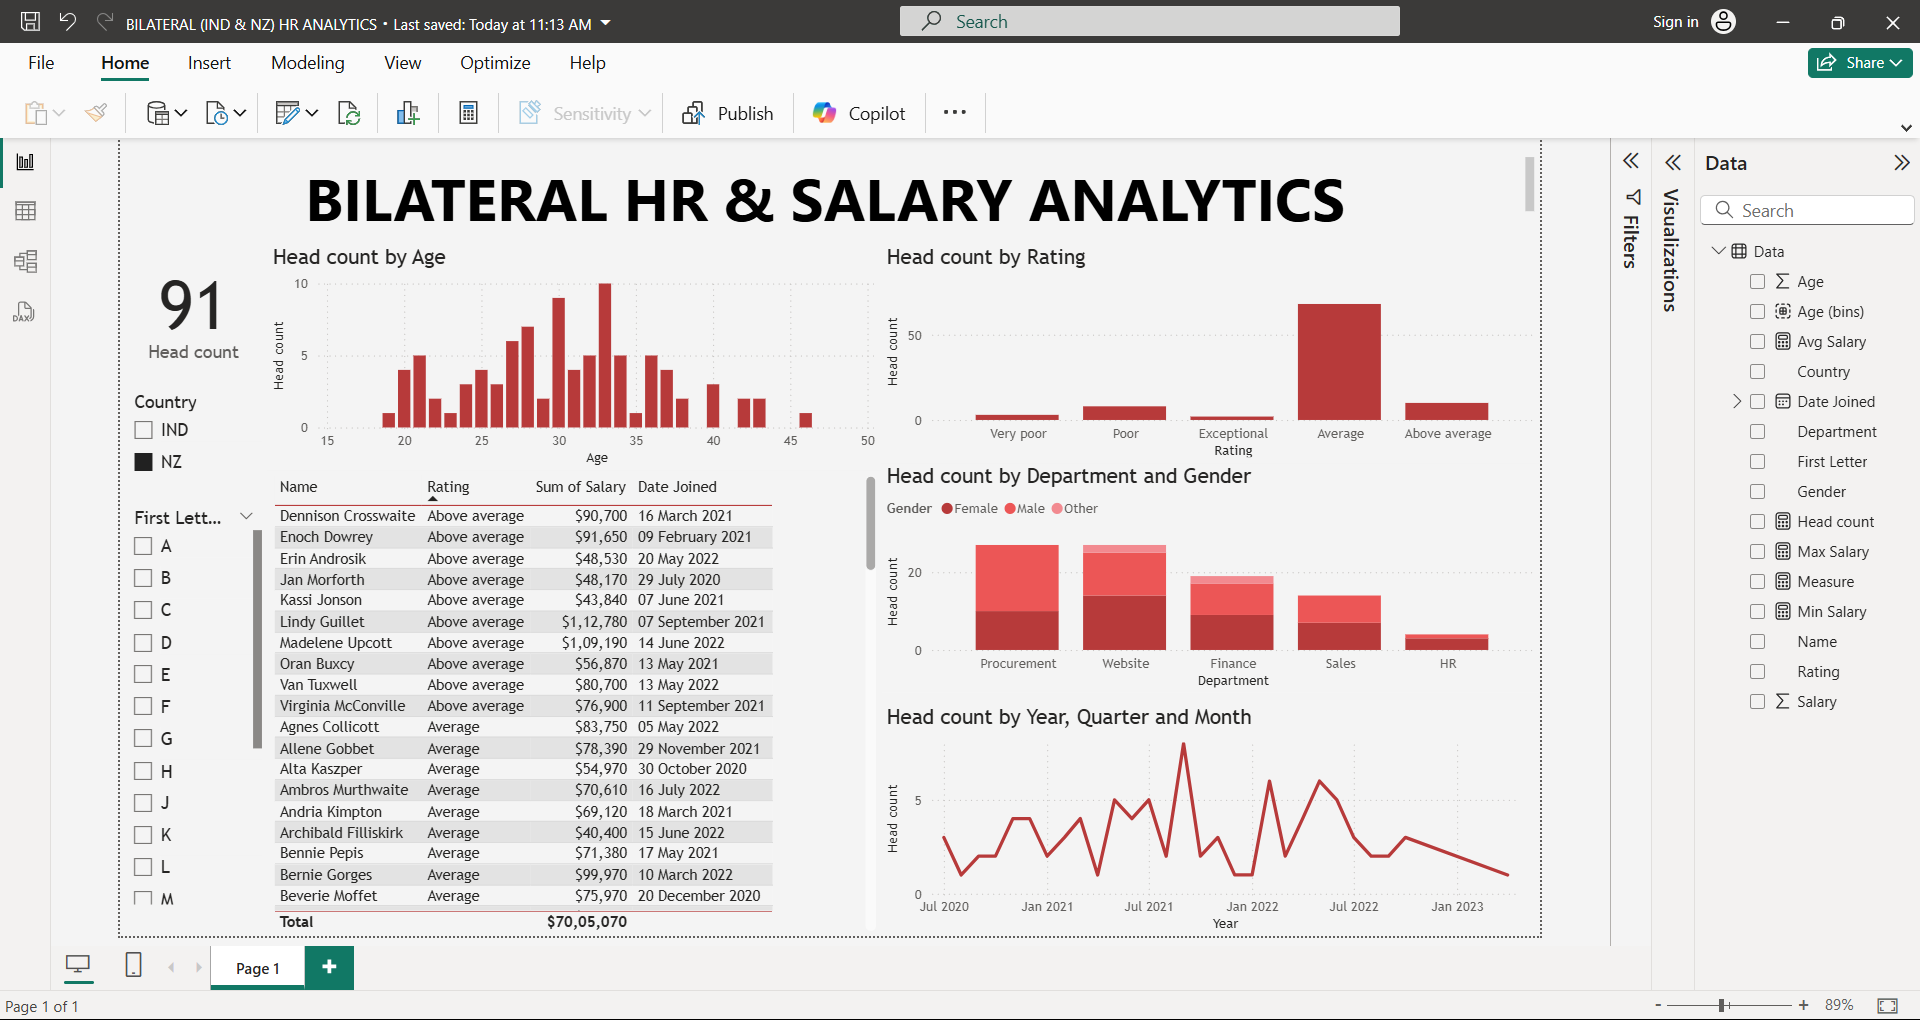 BILATERAL (IND & NZ) HR ANALYTICS • Last saved: Today at 11:13 AM
Search
Sign in
File Home Insert Modeling View Optimize Help
Share
Sensitivity
Publish
Copilot
BILATERAL HR & SALARY ANALYTICS
91
Head count
Country
IND
NZ
First Lett...
A
B
C
D
E
F
G
H
J
K
L
M
Head count by Age
Head count
10
5
0
15 20 25 30 35 40 45 50
Age
Name Rating Sum of Salary Date Joined
Dennison Crosswaite Above average $90,700 16 March 2021
Enoch Dowrey Above average $91,650 09 February 2021
Erin Androsik Above average $48,530 20 May 2022
Jan Morforth Above average $48,170 29 July 2020
Kassi Jonson Above average $43,840 07 June 2021
Lindy Guillet Above average $1,12,780 07 September 2021
Madelene Upcott Above average $1,09,190 14 June 2022
Oran Buxcy Above average $56,870 13 May 2021
Van Tuxwell Above average $80,700 13 May 2022
Virginia McConville Above average $76,900 11 September 2021
Agnes Collicott Average $83,750 05 May 2022
Allene Gobbet Average $78,390 29 November 2021
Alta Kaszper Average $54,970 30 October 2020
Ambros Murthwaite Average $70,610 16 July 2022
Andria Kimpton Average $69,120 18 March 2021
Archibald Filliskirk Average $40,400 15 June 2022
Bennie Pepis Average $71,380 17 May 2021
Bernie Gorges Average $99,970 10 March 2022
Beverie Moffet Average $75,970 20 December 2020
Total $70,05,070
Head count by Rating
Head count
50
0
Very poor Poor Exceptional Average Above average
Rating
Head count by Department and Gender
Gender Female Male Other
Head count
20
0
Procurement Website Finance Sales HR
Department
Head count by Year, Quarter and Month
Head count
5
0
Jul 2020 Jan 2021 Jul 2021 Jan 2022 Jul 2022 Jan 2023
Year
Filters
Visualizations
Data
Search
Data
Age
Age (bins)
Avg Salary
Country
Date Joined
Department
First Letter
Gender
Head count
Max Salary
Measure
Min Salary
Name
Rating
Salary
DAX
Page 1
Page 1 of 1
- + 89%